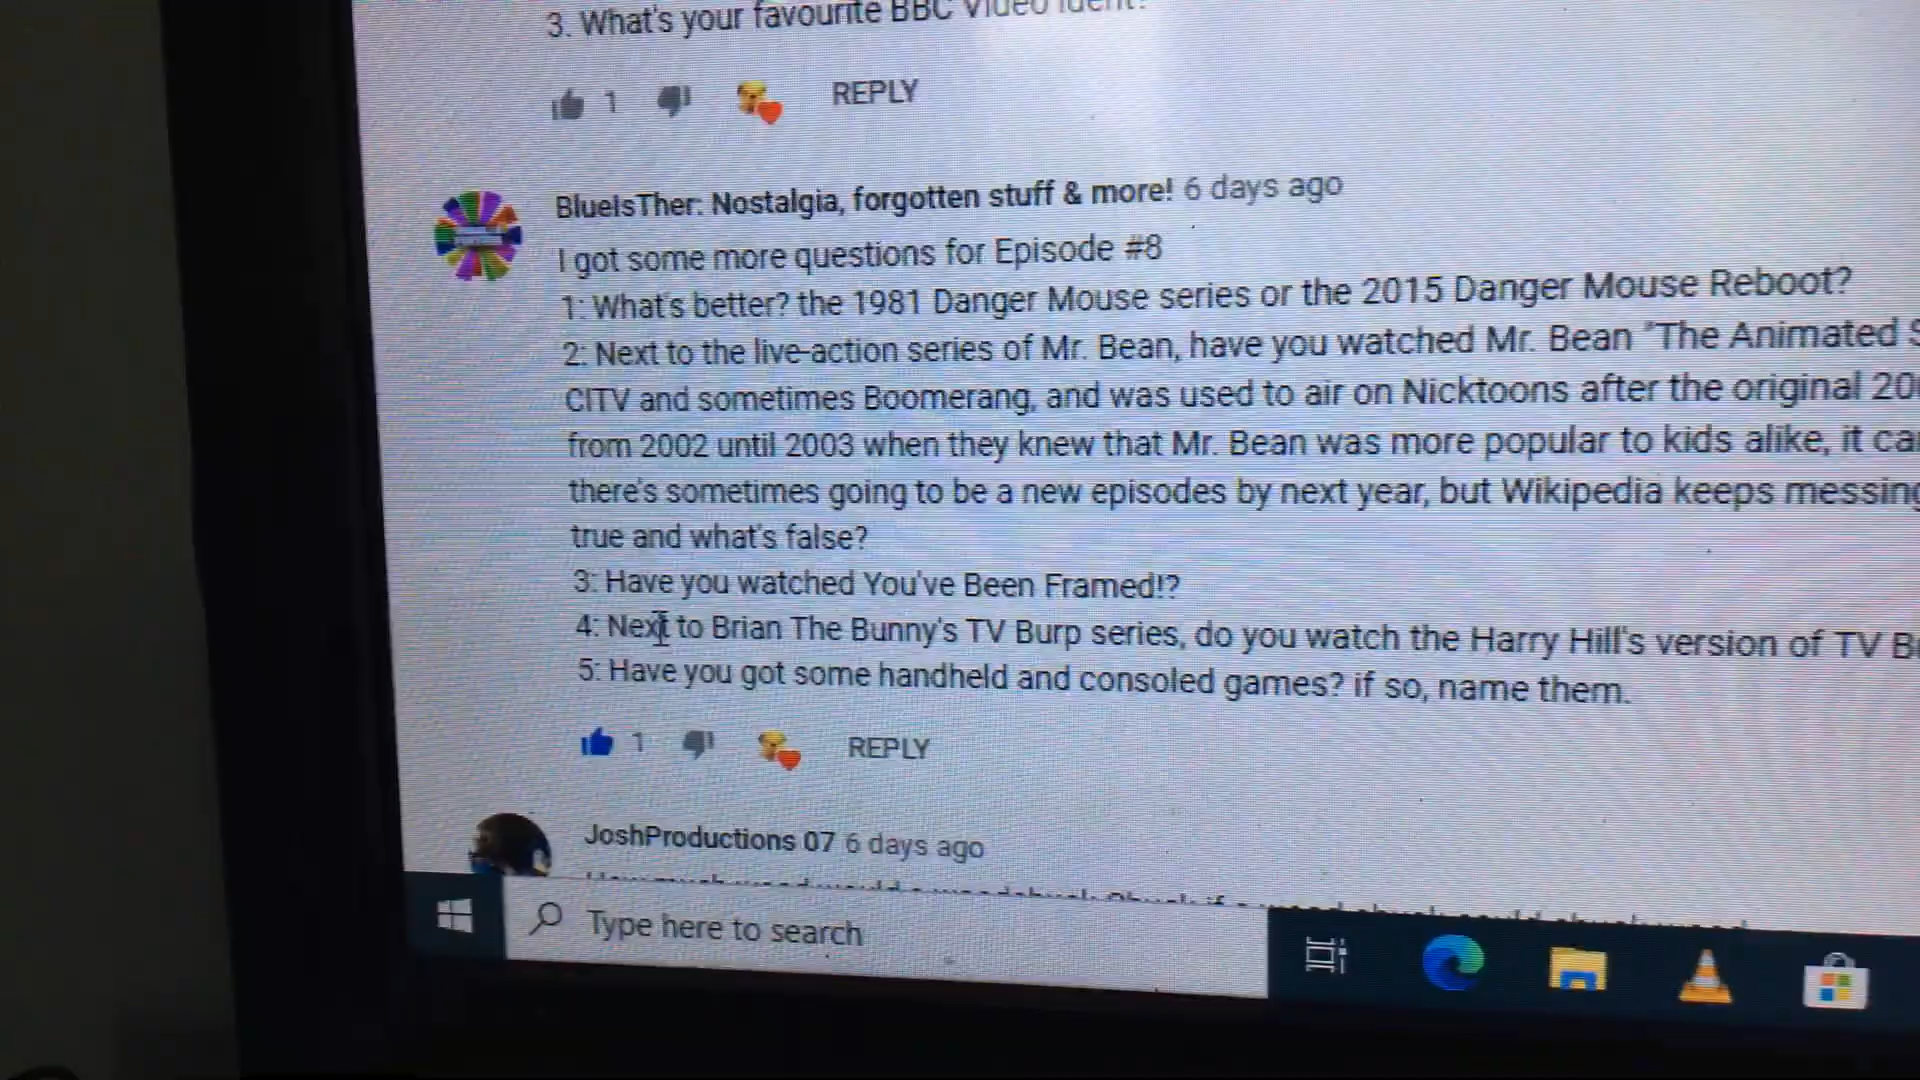 3. What's your favourite BBC Video ident?
1 REPLY
BlueIsTher: Nostalgia, forgotten stuff & more! 6 days ago
I got some more questions for Episode #8
1: What's better? the 1981 Danger Mouse series or the 2015 Danger Mouse Reboot?
2: Next to the live-action series of Mr. Bean, have you watched Mr. Bean "The Animated S
CITV and sometimes Boomerang, and was used to air on Nicktoons after the original 20
from 2002 until 2003 when they knew that Mr. Bean was more popular to kids alike, it ca
there's sometimes going to be a new episodes by next year, but Wikipedia keeps messing
true and what's false?
3: Have you watched You've Been Framed!?
4: Next to Brian The Bunny's TV Burp series, do you watch the Harry Hill's version of TV B
5: Have you got some handheld and consoled games? if so, name them.
1 REPLY
JoshProductions 07 6 days ago
Type here to search